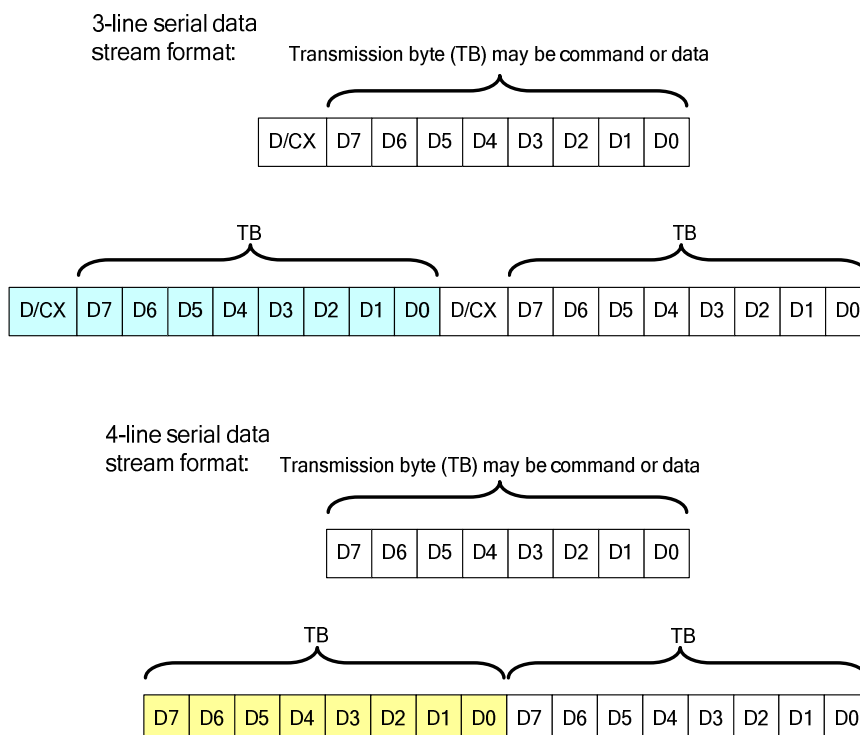 3-line serial data
stream format:
Transmission byte (TB) may be command or data
D/CX D7 D6 D5 D4 D3 D2 D1 D0
TB TB
D/CX D7 D6 D5 D4 D3 D2 D1 D0 D/CX D7 D6 D5 D4 D3 D2 D1 D0
4-line serial data
stream format:
Transmission byte (TB) may be command or data
D7 D6 D5 D4 D3 D2 D1 D0
TB TB
D7 D6 D5 D4 D3 D2 D1 D0 D7 D6 D5 D4 D3 D2 D1 D0